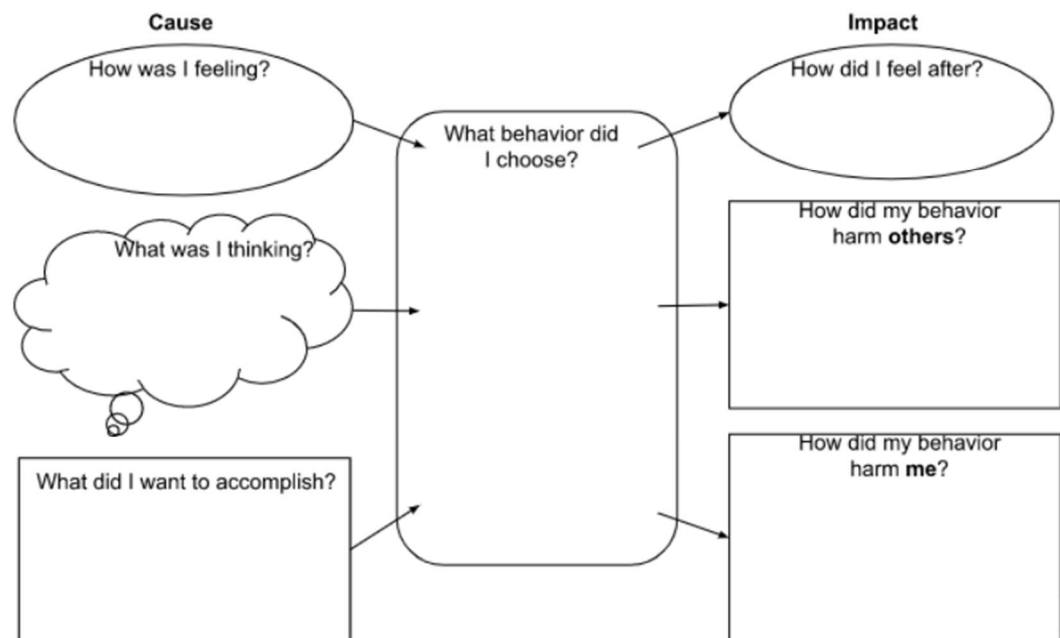 Cause
How was I feeling?
What was I thinking?
What did I want to accomplish?
What behavior did
I choose?
Impact
How did I feel after?
How did my behavior
harm others?
How did my behavior
harm me?